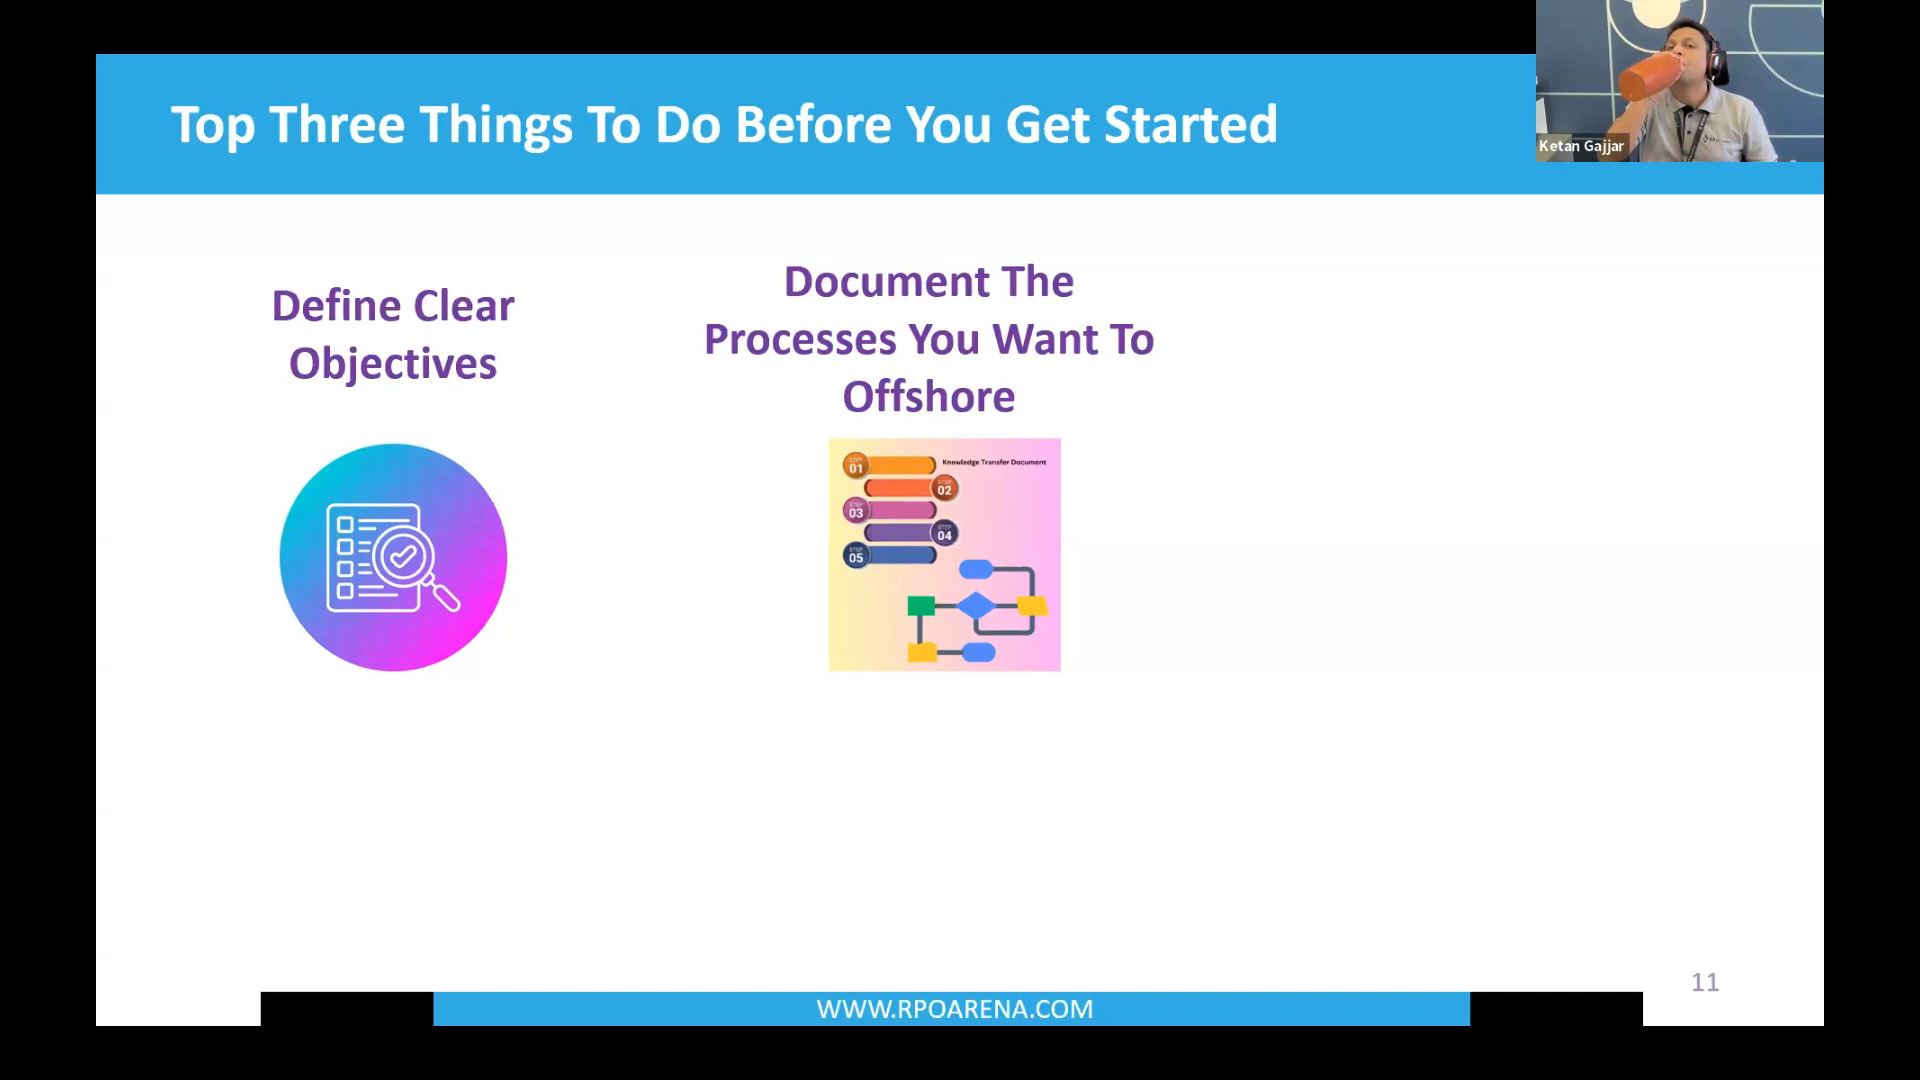 Top Three Things To Do Before You Get Started
Ketan Gajjar
Define Clear
Objectives
Document The
Processes You Want To
Offshore
STEP
01
Knowledge Transfer Document
STEP
02
STEP
03
STEP
04
STEP
05
11
WWW.RPOARENA.COM